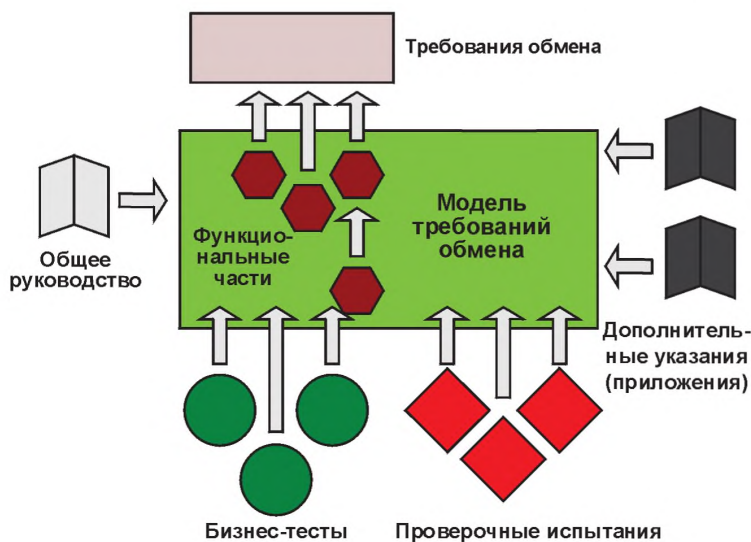 Требования обмена
Модель
требований
обмена
Функцио-
нальные
части
Общее
руководство
Дополнитель-
ные указания
(приложения)
Бизнес-тесты
Проверочные испытания